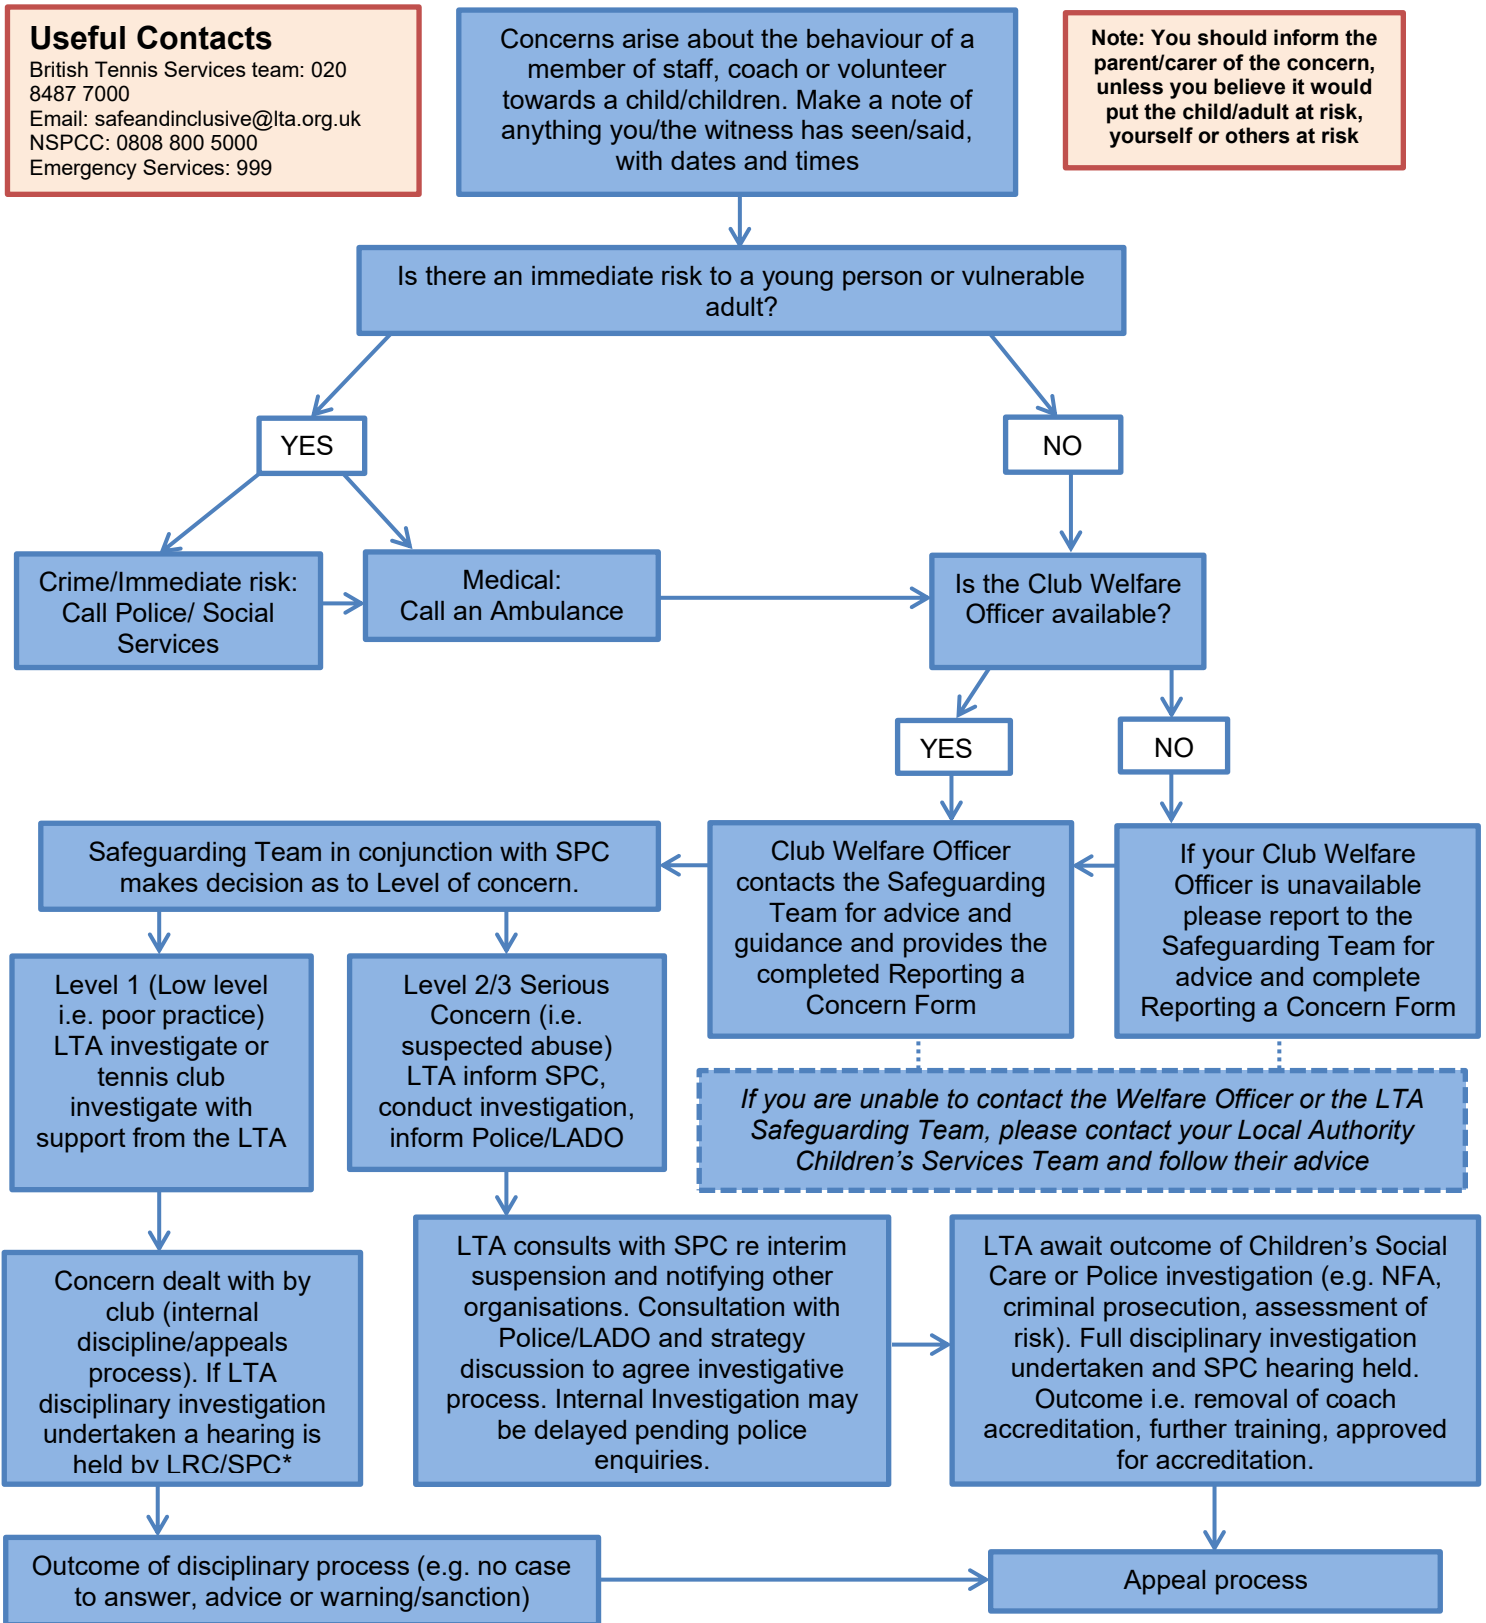 Useful Contacts
British Tennis Services team: 020
8487 7000
Email: safeandinclusive@lta.org.uk
NSPCC: 0808 800 5000
Emergency Services: 999
Concerns arise about the behaviour of a
member of staff, coach or volunteer
towards a child/children. Make a note of
anything you/the witness has seen/said,
with dates and times
Note: You should inform the
parent/carer of the concern,
unless you believe it would
put the child/adult at risk,
yourself or others at risk
Is there an immediate risk to a young person or vulnerable
adult?
YES
NO
Crime/Immediate risk:
Call Police/ Social
Services
Medical:
Call an Ambulance
Is the Club Welfare
Officer available?
YES
NO
Safeguarding Team in conjunction with SPC
makes decision as to Level of concern.
Club Welfare Officer
contacts the Safeguarding
Team for advice and
guidance and provides the
completed Reporting a
Concern Form
If your Club Welfare
Officer is unavailable
please report to the
Safeguarding Team for
advice and complete
Reporting a Concern Form
Level 1 (Low level
i.e. poor practice)
LTA investigate or
tennis club
investigate with
support from the LTA
Level 2/3 Serious
Concern (i.e.
suspected abuse)
LTA inform SPC,
conduct investigation,
inform Police/LADO
If you are unable to contact the Welfare Officer or the LTA
Safeguarding Team, please contact your Local Authority
Children’s Services Team and follow their advice
Concern dealt with by
club (internal
discipline/appeals
process). If LTA
disciplinary investigation
undertaken a hearing is
held by LRC/SPC*
LTA consults with SPC re interim
suspension and notifying other
organisations. Consultation with
Police/LADO and strategy
discussion to agree investigative
process. Internal Investigation may
be delayed pending police
enquiries.
LTA await outcome of Children’s Social
Care or Police investigation (e.g. NFA,
criminal prosecution, assessment of
risk). Full disciplinary investigation
undertaken and SPC hearing held.
Outcome i.e. removal of coach
accreditation, further training, approved
for accreditation.
Outcome of disciplinary process (e.g. no case
to answer, advice or warning/sanction)
Appeal process